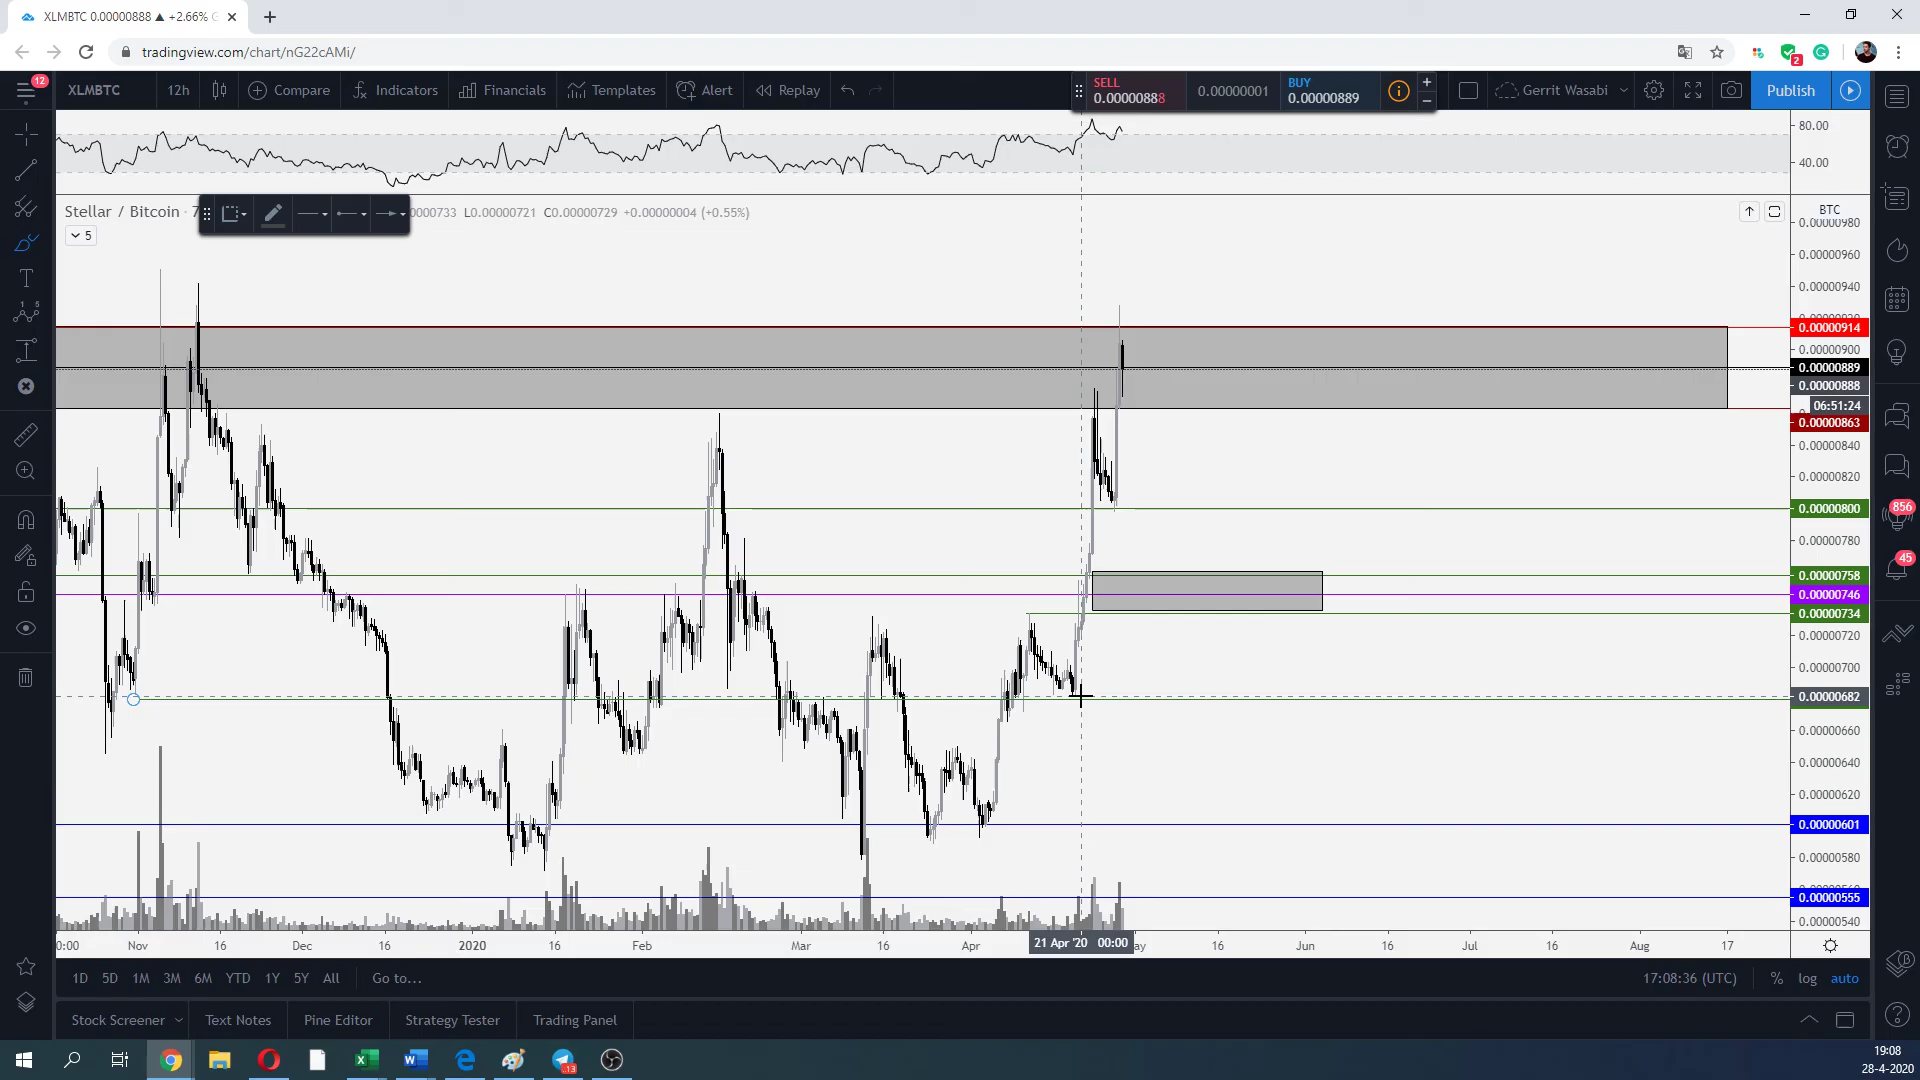 XLMBTC 0.00000888 ▲ +2.66%
tradingview.com/chart/nG22cAMi/
2
12
XLMBTC
12h
Compare
Indicators
Financials
Templates
Alert
Replay
SELL
0.00000888
0.00000001
BUY
0.00000889
Gerrit Wasabi
Publish
80.00
40.00
Stellar / Bitcoin
0000733 L0.00000721 C0.00000729 +0.00000004 (+0.55%)
5
BTC
0.00000980
0.00000960
0.00000940
0.00000914
0.00000900
0.00000889
0.00000888
06:51:24
0.00000863
0.00000840
0.00000820
0.00000800
0.00000780
0.00000758
0.00000746
0.00000734
0.00000720
0.00000700
0.00000682
0.00000660
0.00000640
0.00000620
0.00000601
0.00000580
0.00000555
0.00000540
856
45
0:00 Nov 16 Dec 16 2020 16 Feb Mar 16 Apr 21 Apr '20 00:00 ay 16 Jun 16 Jul 16 Aug 17
1D 5D 1M 3M 6M YTD 1Y 5Y All Go to...
17:08:36 (UTC) % log auto
Stock Screener Text Notes Pine Editor Strategy Tester Trading Panel
13
19:08
28-4-2020